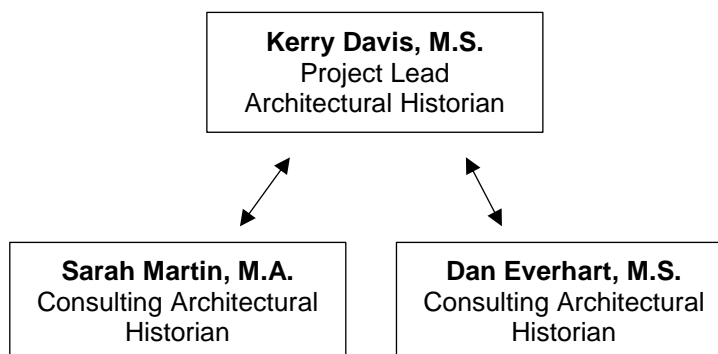 Kerry Davis, M.S.
Project Lead
Architectural Historian
Sarah Martin, M.A.
Consulting Architectural
Historian
Dan Everhart, M.S.
Consulting Architectural
Historian